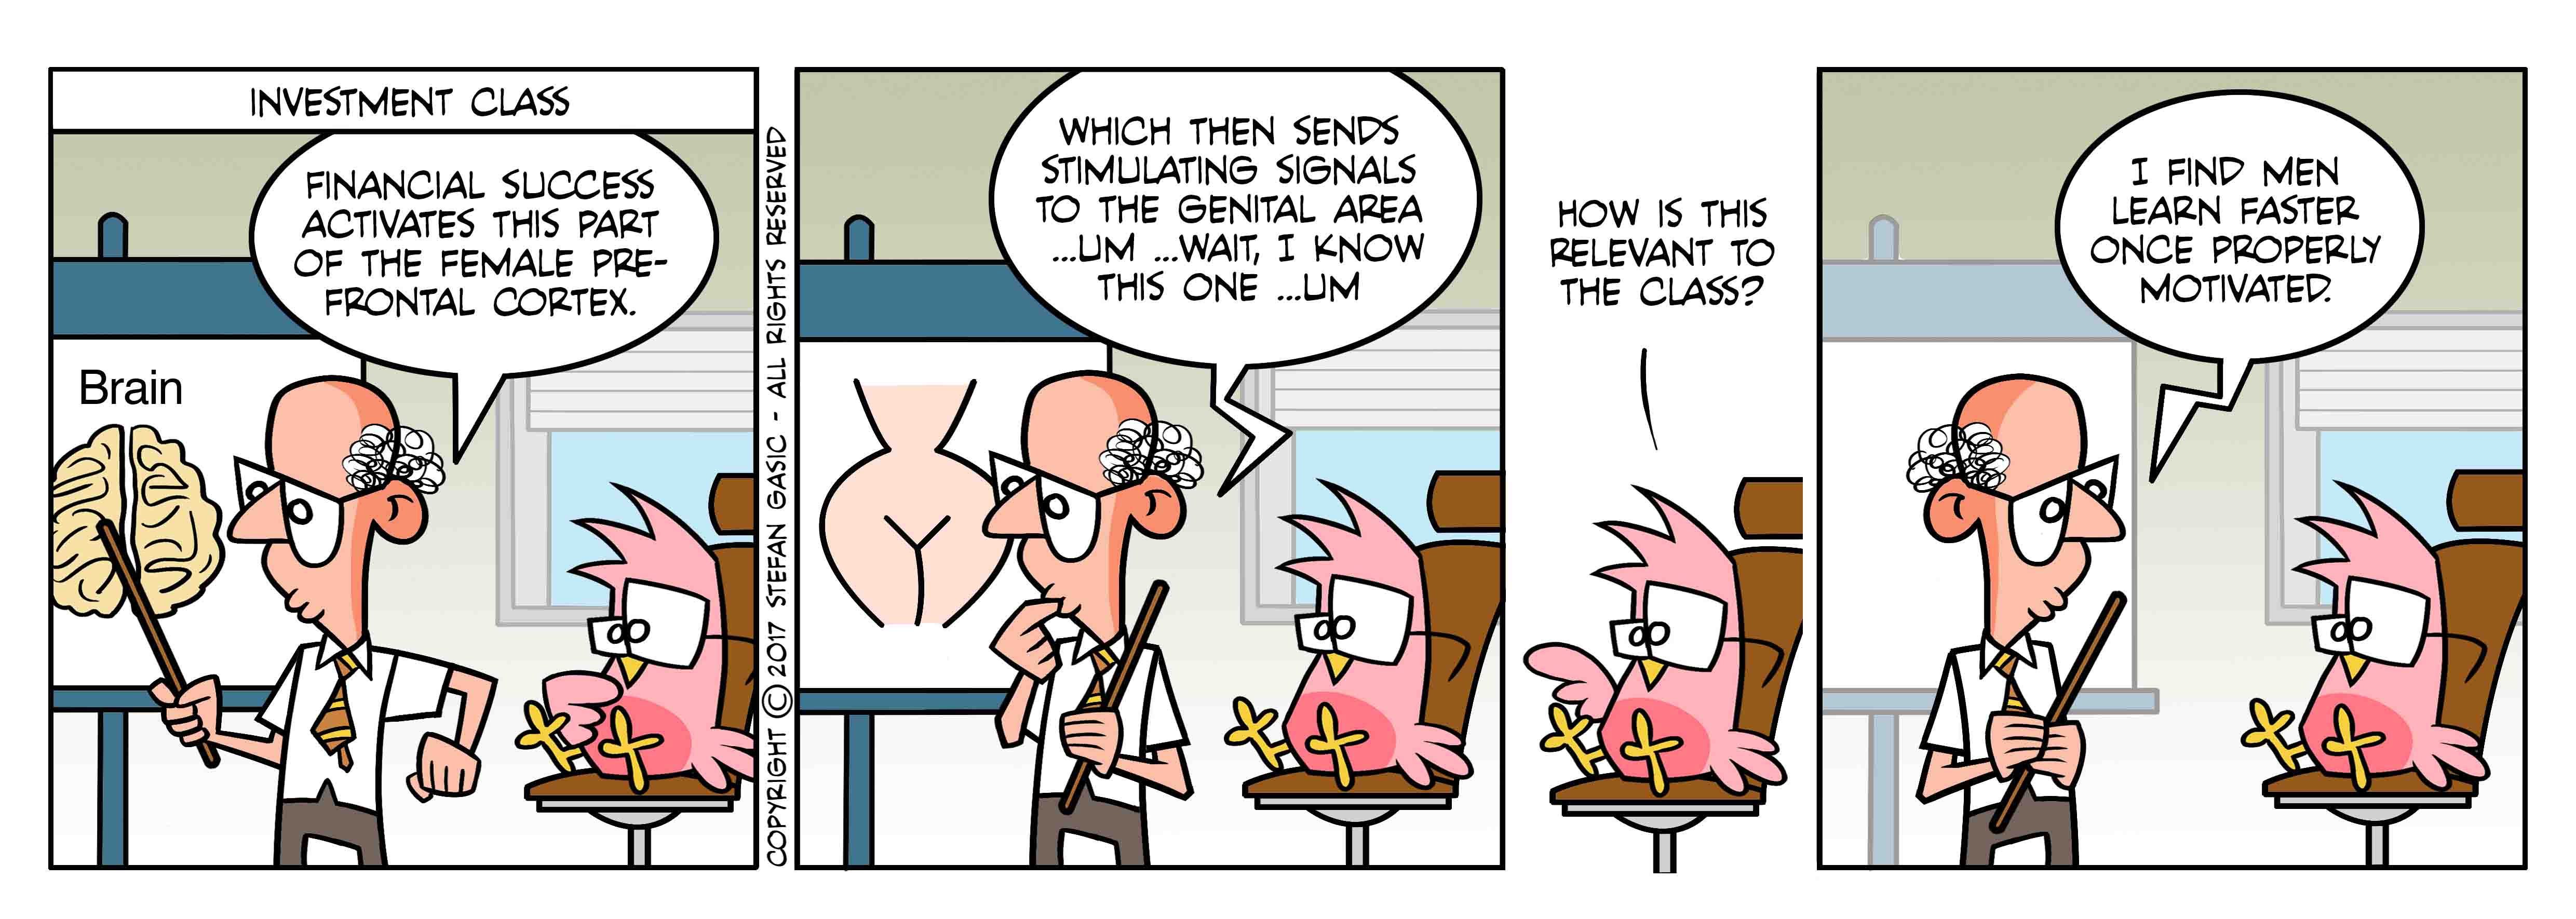 INVESTMENT CLASS
FINANCIAL SUCCESS
ACTIVATES THIS PART
OF THE FEMALE PRE-
FRONTAL CORTEX.
Brain
COPYRIGHT © 2017 STEFAN GASIC - ALL RIGHTS RESERVED
WHICH THEN SENDS
STIMULATING SIGNALS
TO THE GENITAL AREA
...UM ...WAIT, I KNOW
THIS ONE ...UM
HOW IS THIS
RELEVANT TO
THE CLASS?
I FIND MEN
LEARN FASTER
ONCE PROPERLY
MOTIVATED.